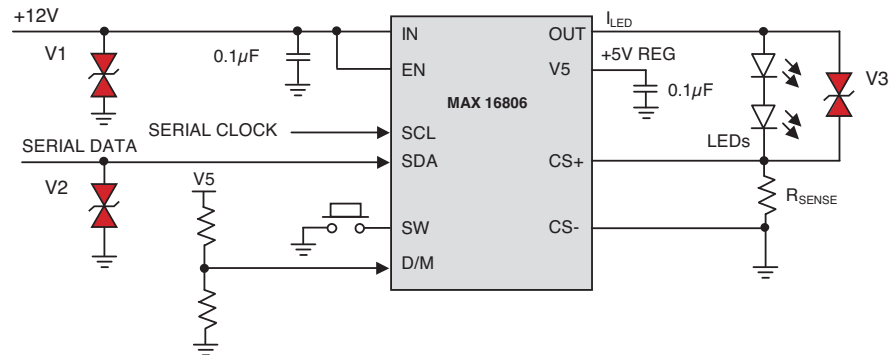 +12V
V1
0.1µF
IN
EN
SCL
SDA
SW
D/M
MAX 16806
OUT
V5
CS+
CS-
I_LED
+5V REG
0.1µF
V3
LEDs
R_SENSE
SERIAL CLOCK
SERIAL DATA
V2
V5